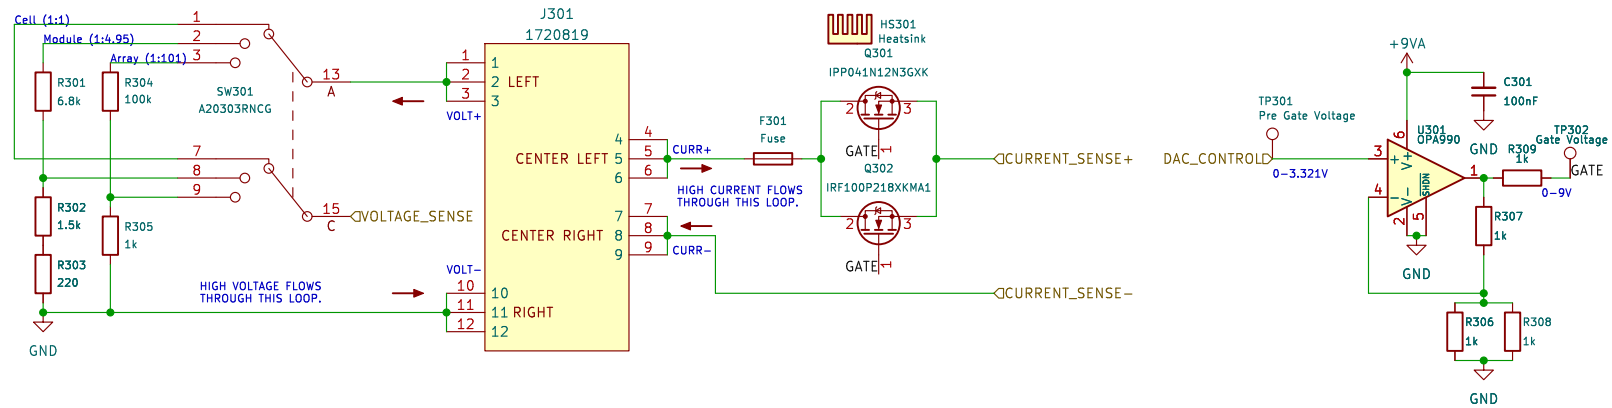 Cell (1:1)
Module (1:4.95)
Array (1:101)
1
2
3
R301
6.8k
R304
100k
SW301
A20303RNCG
13
A
7
8
9
15
C
VOLTAGE_SENSE
R302
1.5k
R303
220
R305
1k
HIGH VOLTAGE FLOWS
THROUGH THIS LOOP.
GND
J301
1720819
1
2
3
1
2 LEFT
3
VOLT+
VOLT-
10
11
12
10
11 RIGHT
12
4
CENTER LEFT 5
6
7
CENTER RIGHT 8
9
4
5
6
7
8
9
CURR+
HIGH CURRENT FLOWS
THROUGH THIS LOOP.
CURR-
F301
Fuse
HS301
Heatsink
Q301
IPP041N12N3GXK
2
3
GATE
1
Q302
IRF100P218XKMA1
2
3
GATE
1
CURRENT_SENSE+
CURRENT_SENSE-
TP301
Pre Gate Voltage
DAC_CONTROL
0-3.321V
+9VA
C301
100nF
GND
U301
OPA990
3
4
+
-
V+
V-
SHDN
6
2
5
1
GND
R309
1k
TP302
Gate Voltage
GATE
0-9V
R307
1k
R306
1k
R308
1k
GND